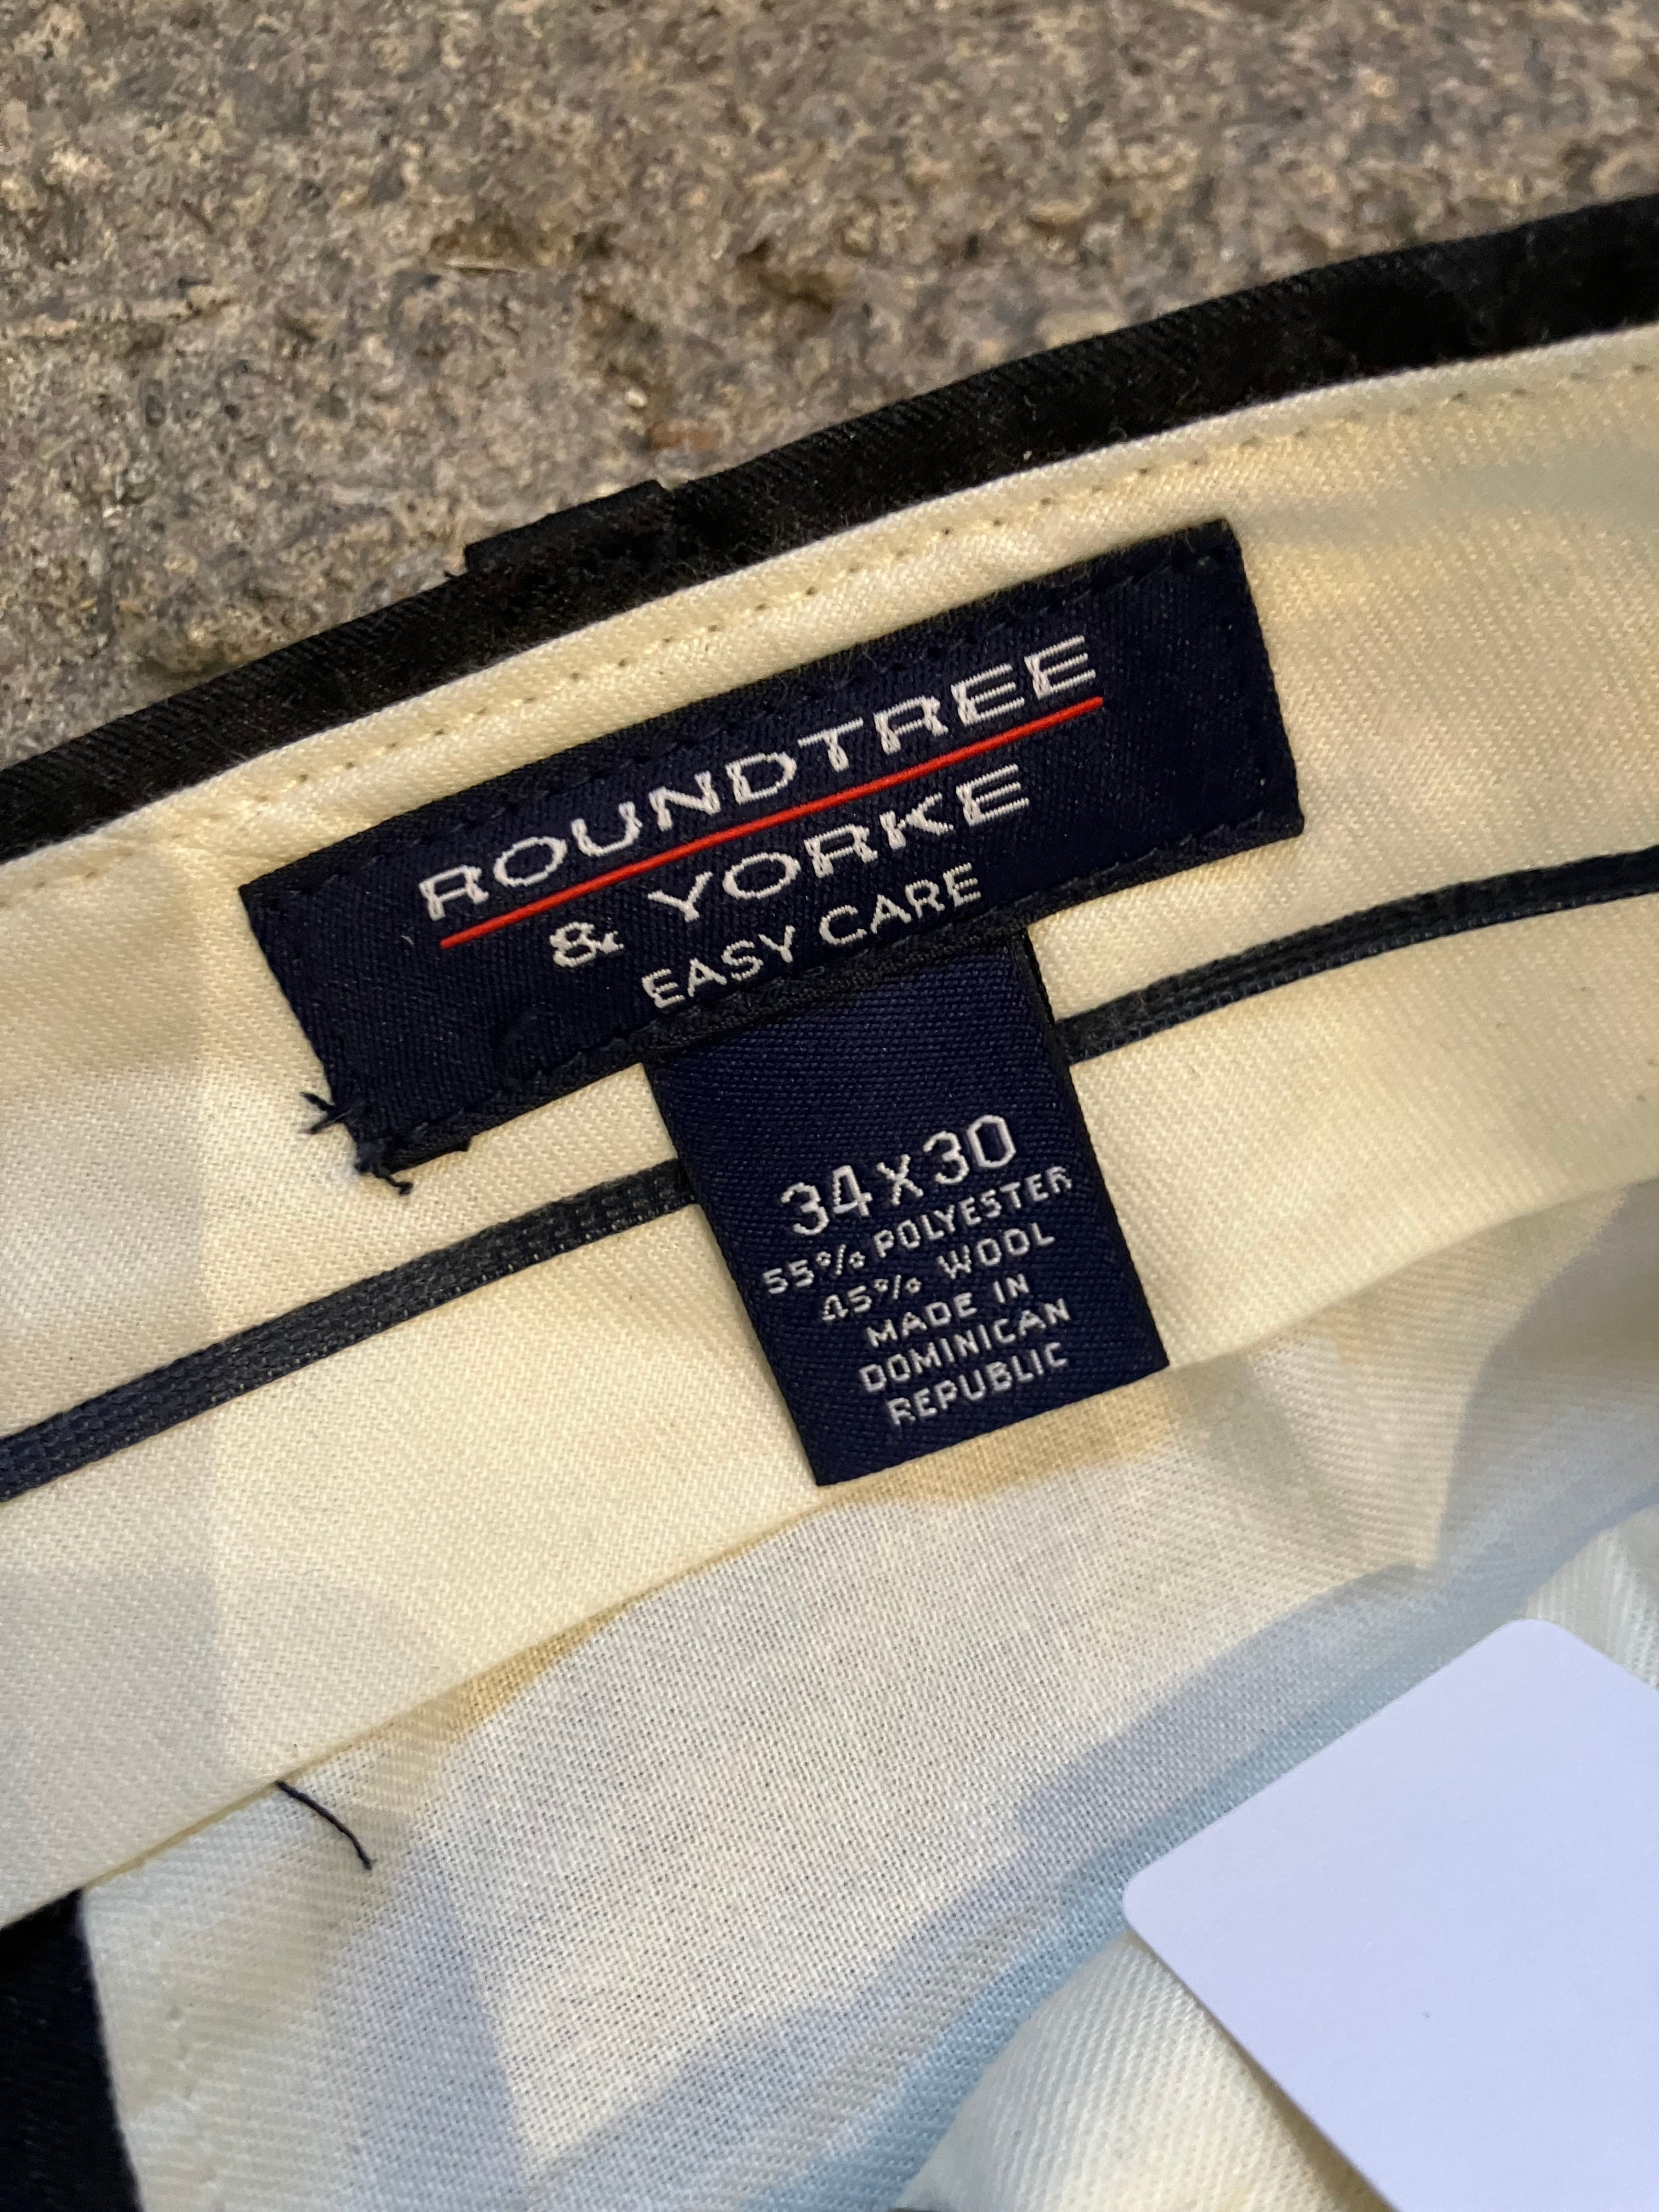 ROUNDTREE
& YORKE
EASY CARE
34X30
55% POLYESTER
45% WOOL
MADE IN
DOMINICAN
REPUBLIC